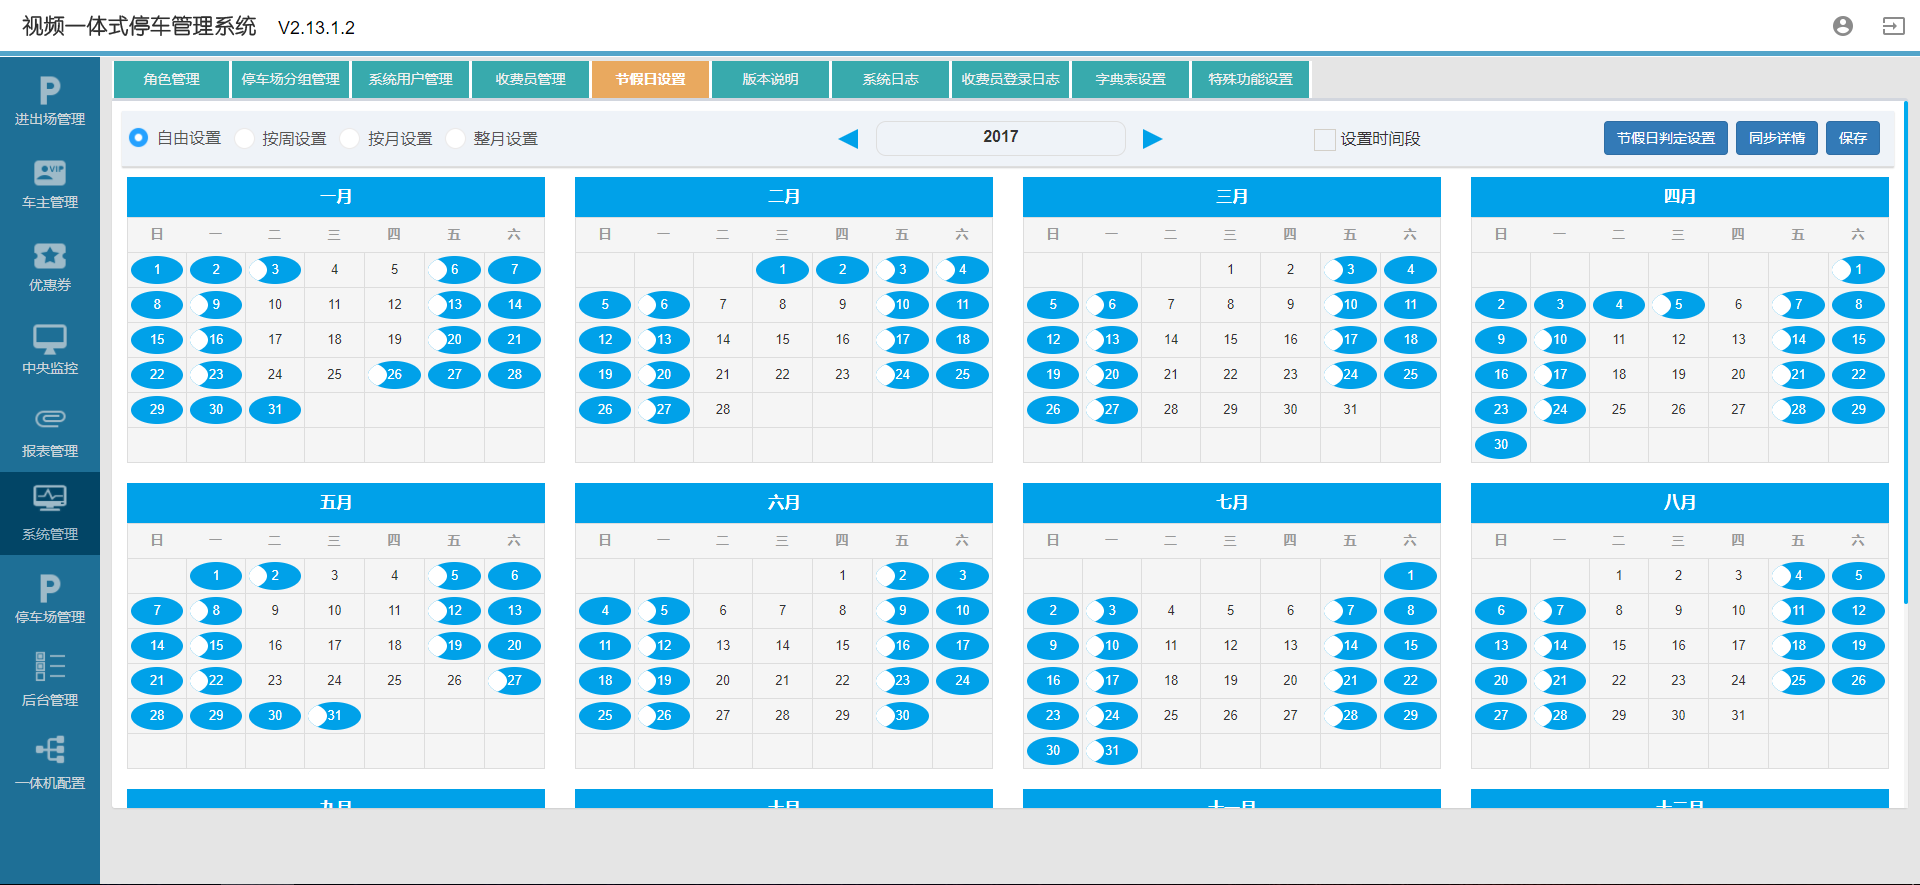 视频一体式停车管理系统 V2.13.1.2
进出场管理
车主管理
优惠券
中央监控
报表管理
系统管理
停车场管理
后台管理
一体机配置
角色管理 停车场分组管理 系统用户管理 收费员管理 节假日设置 版本说明 系统日志 收费员登录日志 字典表设置 特殊功能设置
自由设置 按周设置 按月设置 整月设置 2017 设置时间段 节假日判定设置 同步详情 保存
一月
日 一 二 三 四 五 六
1 2 3 4 5 6 7
8 9 10 11 12 13 14
15 16 17 18 19 20 21
22 23 24 25 26 27 28
29 30 31
二月
日 一 二 三 四 五 六
1 2 3 4
5 6 7 8 9 10 11
12 13 14 15 16 17 18
19 20 21 22 23 24 25
26 27 28
三月
日 一 二 三 四 五 六
1 2 3 4
5 6 7 8 9 10 11
12 13 14 15 16 17 18
19 20 21 22 23 24 25
26 27 28 29 30 31
四月
日 一 二 三 四 五 六
1
2 3 4 5 6 7 8
9 10 11 12 13 14 15
16 17 18 19 20 21 22
23 24 25 26 27 28 29
30
五月
日 一 二 三 四 五 六
1 2 3 4 5 6
7 8 9 10 11 12 13
14 15 16 17 18 19 20
21 22 23 24 25 26 27
28 29 30 31
六月
日 一 二 三 四 五 六
1 2 3
4 5 6 7 8 9 10
11 12 13 14 15 16 17
18 19 20 21 22 23 24
25 26 27 28 29 30
七月
日 一 二 三 四 五 六
1
2 3 4 5 6 7 8
9 10 11 12 13 14 15
16 17 18 19 20 21 22
23 24 25 26 27 28 29
30 31
八月
日 一 二 三 四 五 六
1 2 3 4 5
6 7 8 9 10 11 12
13 14 15 16 17 18 19
20 21 22 23 24 25 26
27 28 29 30 31
九月 十月 十一月 十二月